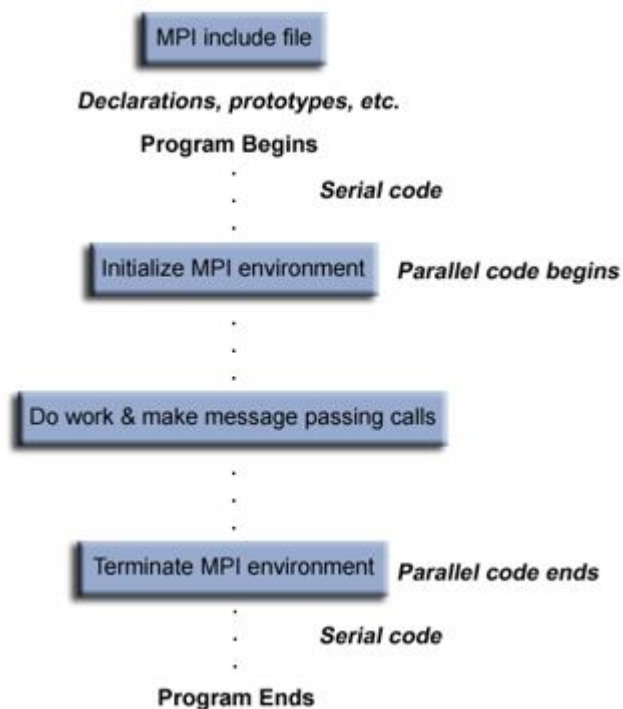 MPI include file
Declarations, prototypes, etc.
Program Begins
Serial code
Initialize MPI environment
Parallel code begins
Do work & make message passing calls
Terminate MPI environment
Parallel code ends
Serial code
Program Ends